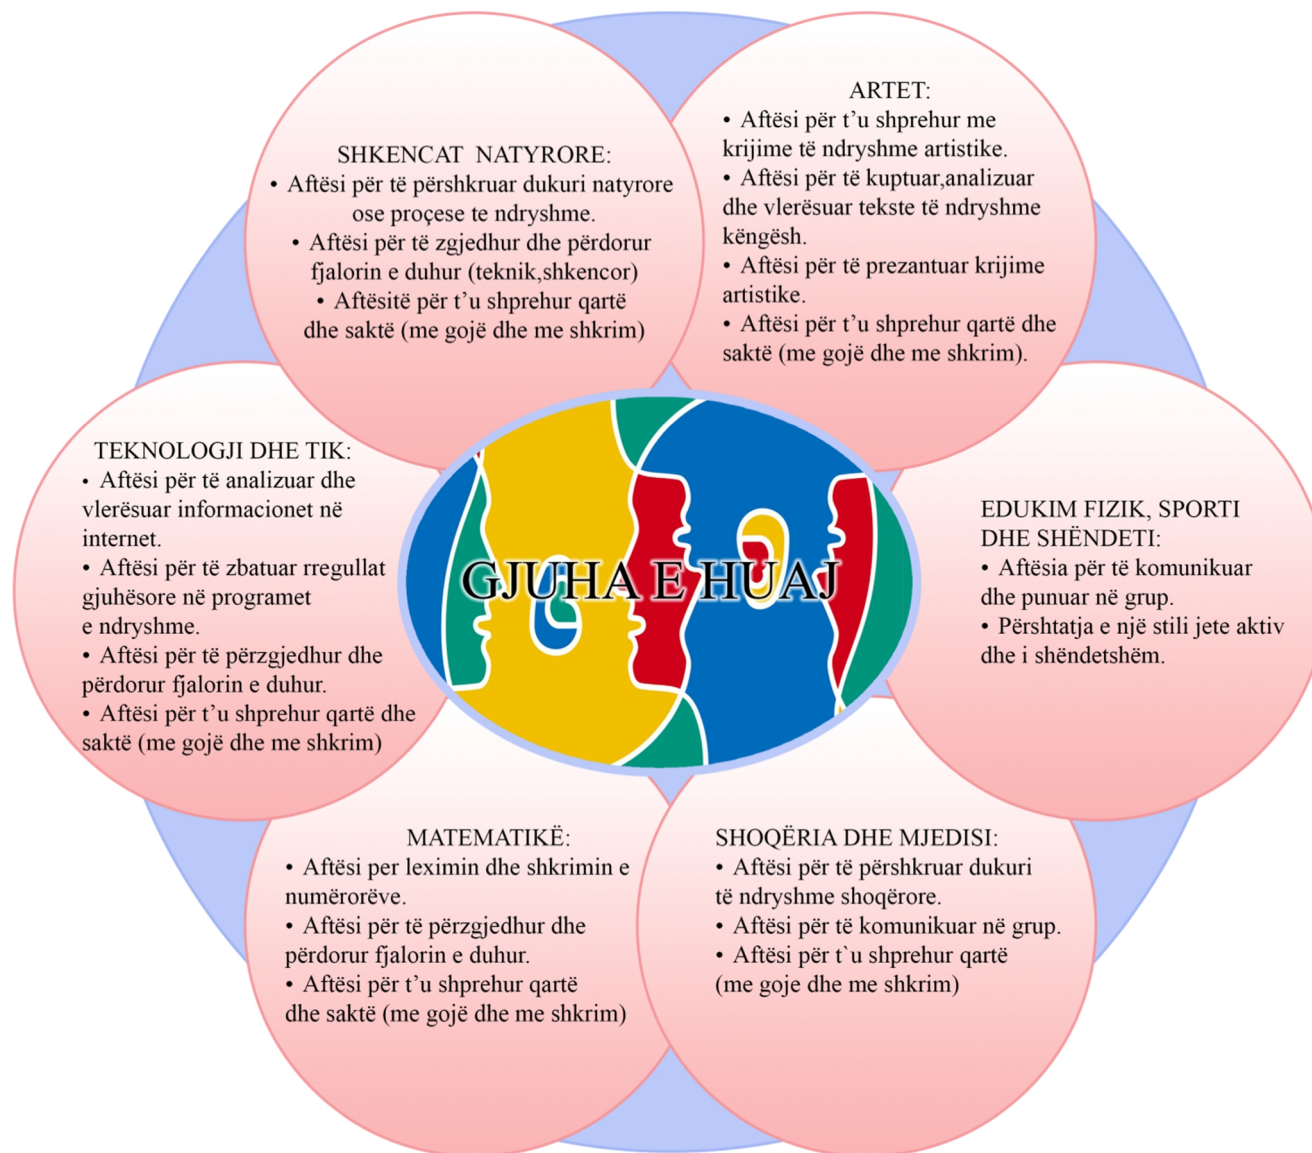 SHKENCAT NATYRORE:
• Aftësi për të përshkruar dukuri natyrore
ose proçese te ndryshme.
• Aftësi për të zgjedhur dhe përdorur
fjalorin e duhur (teknik,shkencor)
• Aftësitë për t’u shprehur qartë
dhe saktë (me gojë dhe me shkrim)
ARTET:
• Aftësi për t’u shprehur me
krijime të ndryshme artistike.
• Aftësi për të kuptuar,analizuar
dhe vlerësuar tekste të ndryshme
këngësh.
• Aftësi për të prezantuar krijime
artistike.
• Aftësi për t’u shprehur qartë dhe
saktë (me gojë dhe me shkrim).
TEKNOLOGJI DHE TIK:
• Aftësi për të analizuar dhe
vlerësuar informacionet në
internet.
• Aftësi për të zbatuar rregullat
gjuhësore në programet
e ndryshme.
• Aftësi për të përzgjedhur dhe
përdorur fjalorin e duhur.
• Aftësi për t’u shprehur qartë dhe
saktë (me gojë dhe me shkrim)
GJUHA E HUAJ
EDUKIM FIZIK, SPORTI
DHE SHËNDETI:
• Aftësia për të komunikuar
dhe punuar në grup.
• Përshtatja e një stili jete aktiv
dhe i shëndetshëm.
MATEMATIKË:
• Aftësi per leximin dhe shkrimin e
numërorëve.
• Aftësi për të përzgjedhur dhe
përdorur fjalorin e duhur.
• Aftësi për t’u shprehur qartë
dhe saktë (me gojë dhe me shkrim)
SHOQËRIA DHE MJEDISI:
• Aftësi për të përshkruar dukuri
të ndryshme shoqërore.
• Aftësi për të komunikuar në grup.
• Aftësi për t`u shprehur qartë
(me goje dhe me shkrim)